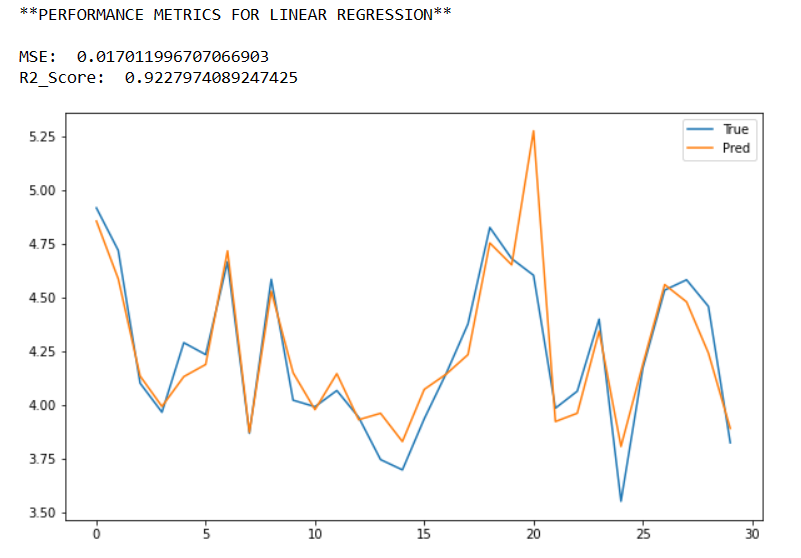 **PERFORMANCE METRICS FOR LINEAR REGRESSION**
MSE:  0.017011996707066903
R2_Score:  0.9227974089247425
True
Pred
5.25
5.00
4.75
4.50
4.25
4.00
3.75
3.50
0 5 10 15 20 25 30